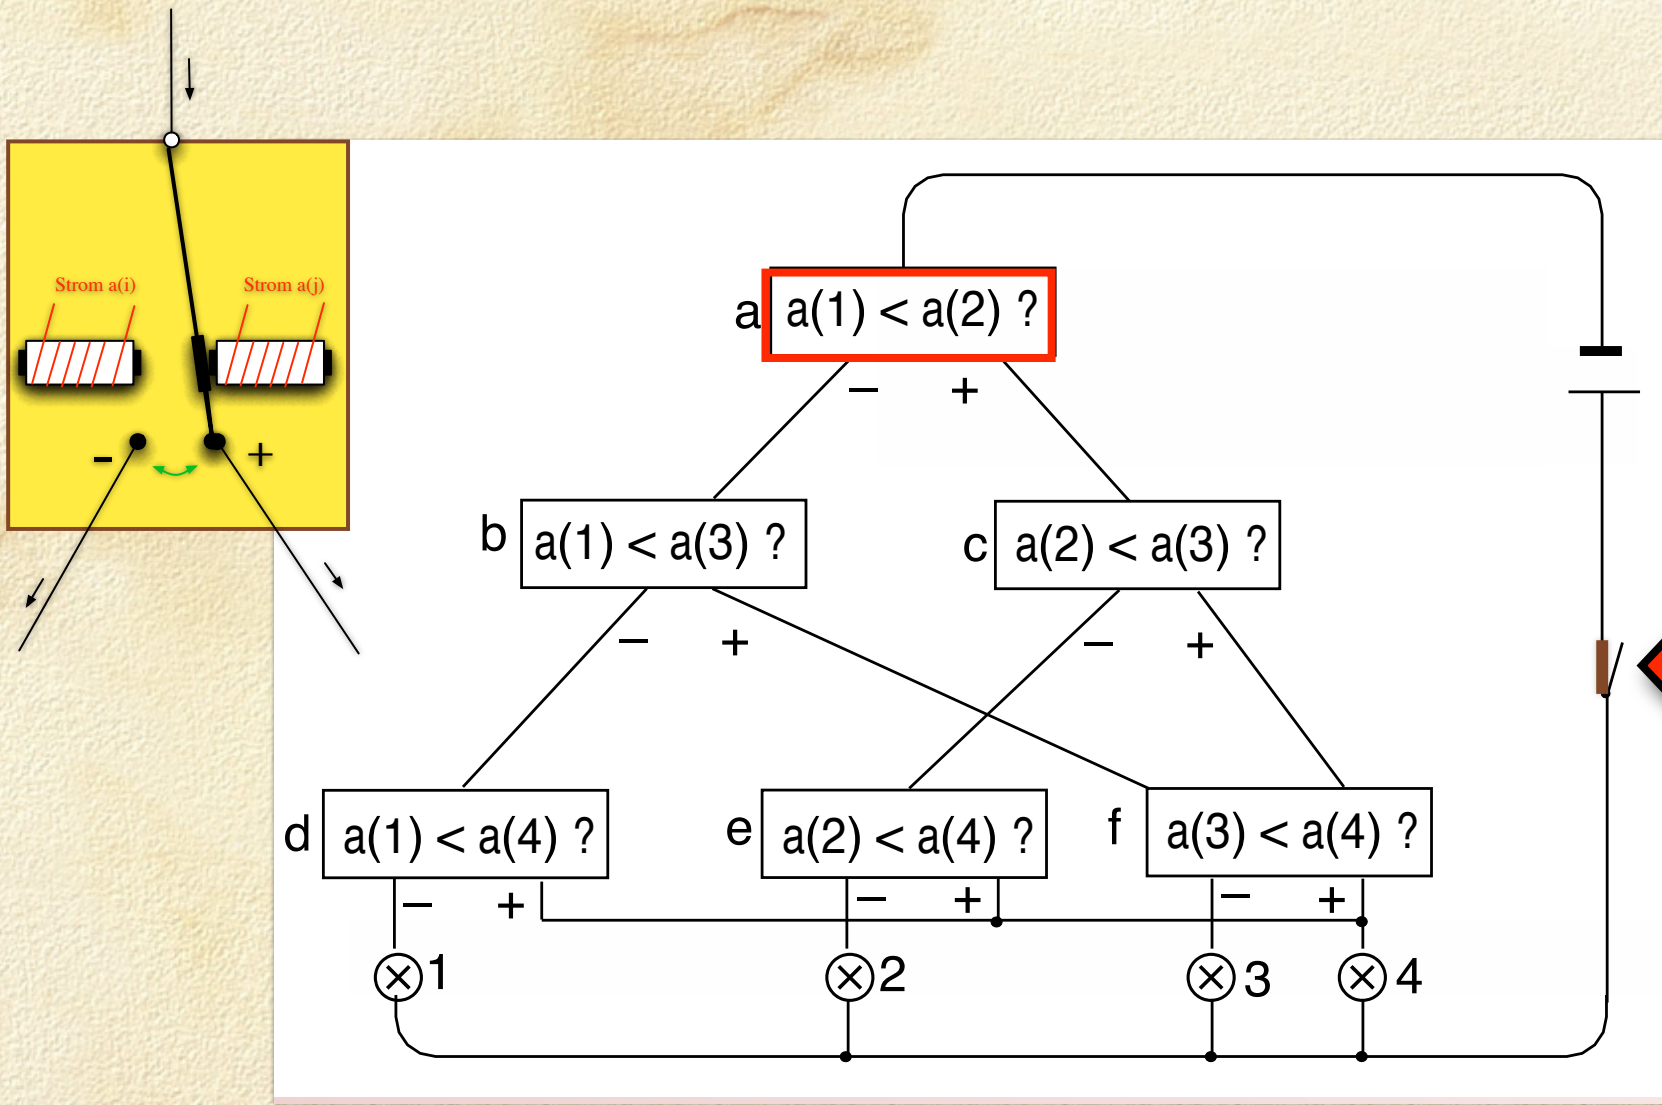 Strom a(i)
Strom a(j)
-
+
a
a(1) < a(2) ?
– +
b
a(1) < a(3) ?
c
a(2) < a(3) ?
– +
– +
d
a(1) < a(4) ?
e
a(2) < a(4) ?
f
a(3) < a(4) ?
– +
– +
– +
1
2
3
4